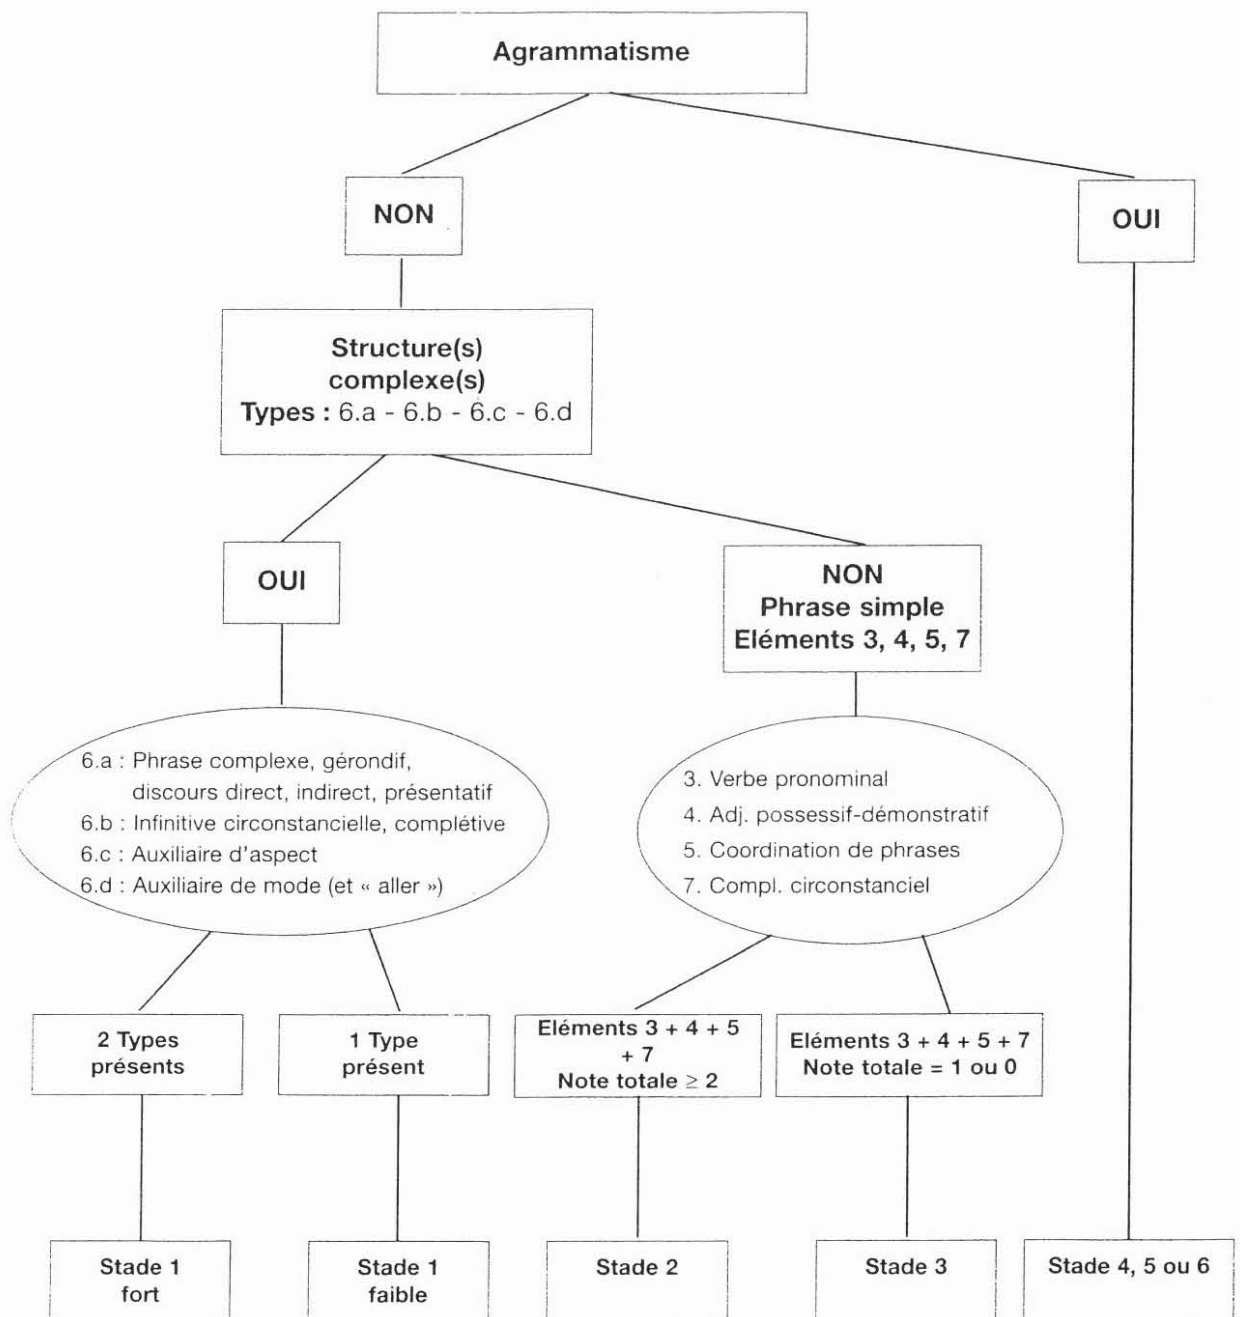 Agrammatisme
NON
OUI
Structure(s)
complexe(s)
Types : 6.a - 6.b - 6.c - 6.d
OUI
NON
Phrase simple
Eléments 3, 4, 5, 7
6.a : Phrase complexe, gérondif,
discours direct, indirect, présentatif
6.b : Infinitive circonstancielle, complétive
6.c : Auxiliaire d'aspect
6.d : Auxiliaire de mode (et « aller »)
3. Verbe pronominal
4. Adj. possessif-démonstratif
5. Coordination de phrases
7. Compl. circonstanciel
2 Types
présents
1 Type
présent
Eléments 3 + 4 + 5
+ 7
Note totale ≥ 2
Eléments 3 + 4 + 5 + 7
Note totale = 1 ou 0
Stade 1
fort
Stade 1
faible
Stade 2
Stade 3
Stade 4, 5 ou 6